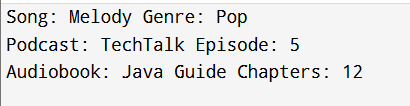 Song: Melody Genre: Pop
Podcast: TechTalk Episode: 5
Audiobook: Java Guide Chapters: 12